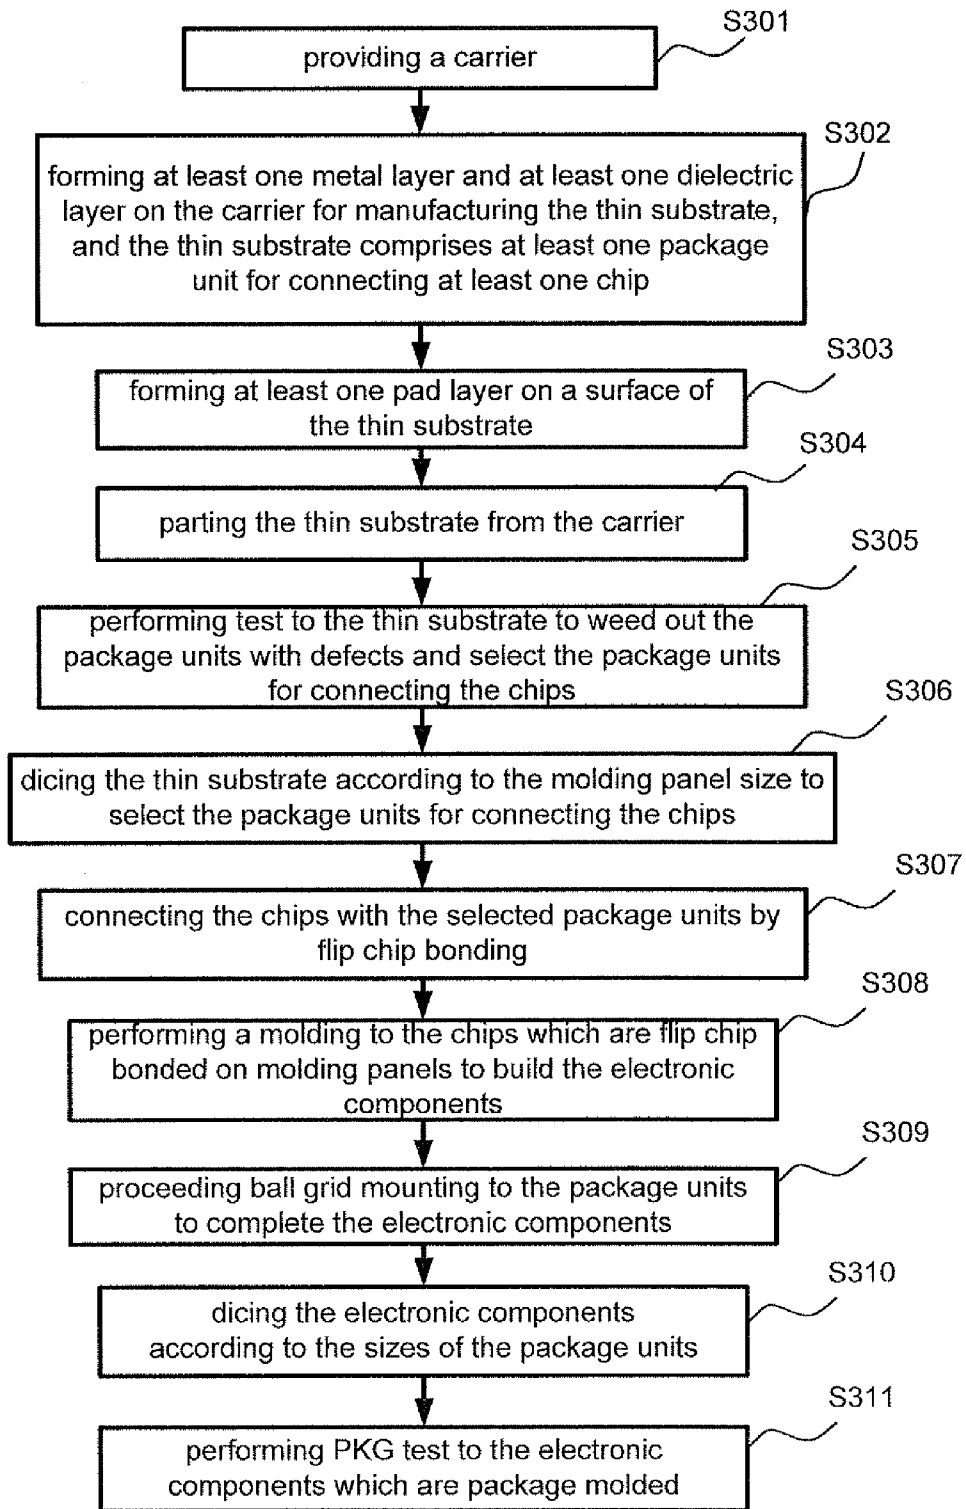 S301
providing a carrier
S302
forming at least one metal layer and at least one dielectric
layer on the carrier for manufacturing the thin substrate,
and the thin substrate comprises at least one package
unit for connecting at least one chip
S303
forming at least one pad layer on a surface of
the thin substrate
S304
parting the thin substrate from the carrier
S305
performing test to the thin substrate to weed out the
package units with defects and select the package units
for connecting the chips
S306
dicing the thin substrate according to the molding panel size to
select the package units for connecting the chips
S307
connecting the chips with the selected package units by
flip chip bonding
S308
performing a molding to the chips which are flip chip
bonded on molding panels to build the electronic
components
S309
proceeding ball grid mounting to the package units
to complete the electronic components
S310
dicing the electronic components
according to the sizes of the package units
S311
performing PKG test to the electronic
components which are package molded